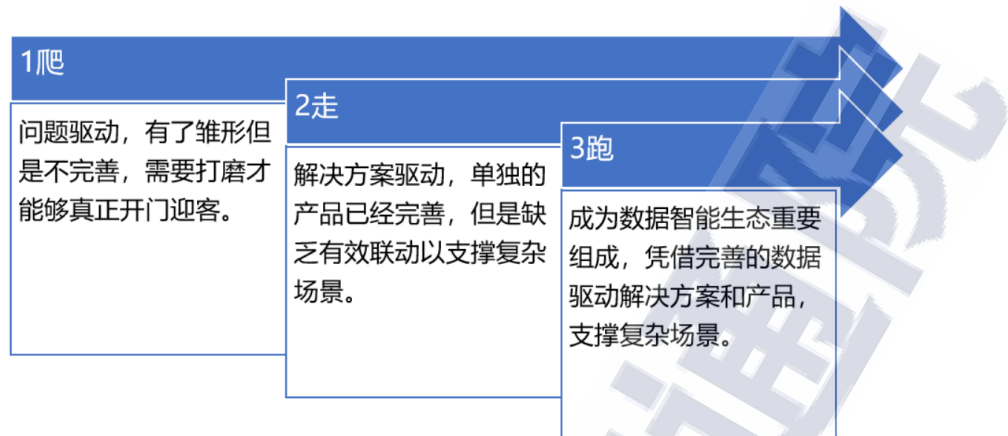 1爬
问题驱动，有了雏形但
是不完善，需要打磨才
能够真正开门迎客。
2走
解决方案驱动，单独的
产品已经完善，但是缺
乏有效联动以支撑复杂
场景。
3跑
成为数据智能生态重要
组成，凭借完善的数据
驱动解决方案和产品，
支撑复杂场景。
通院